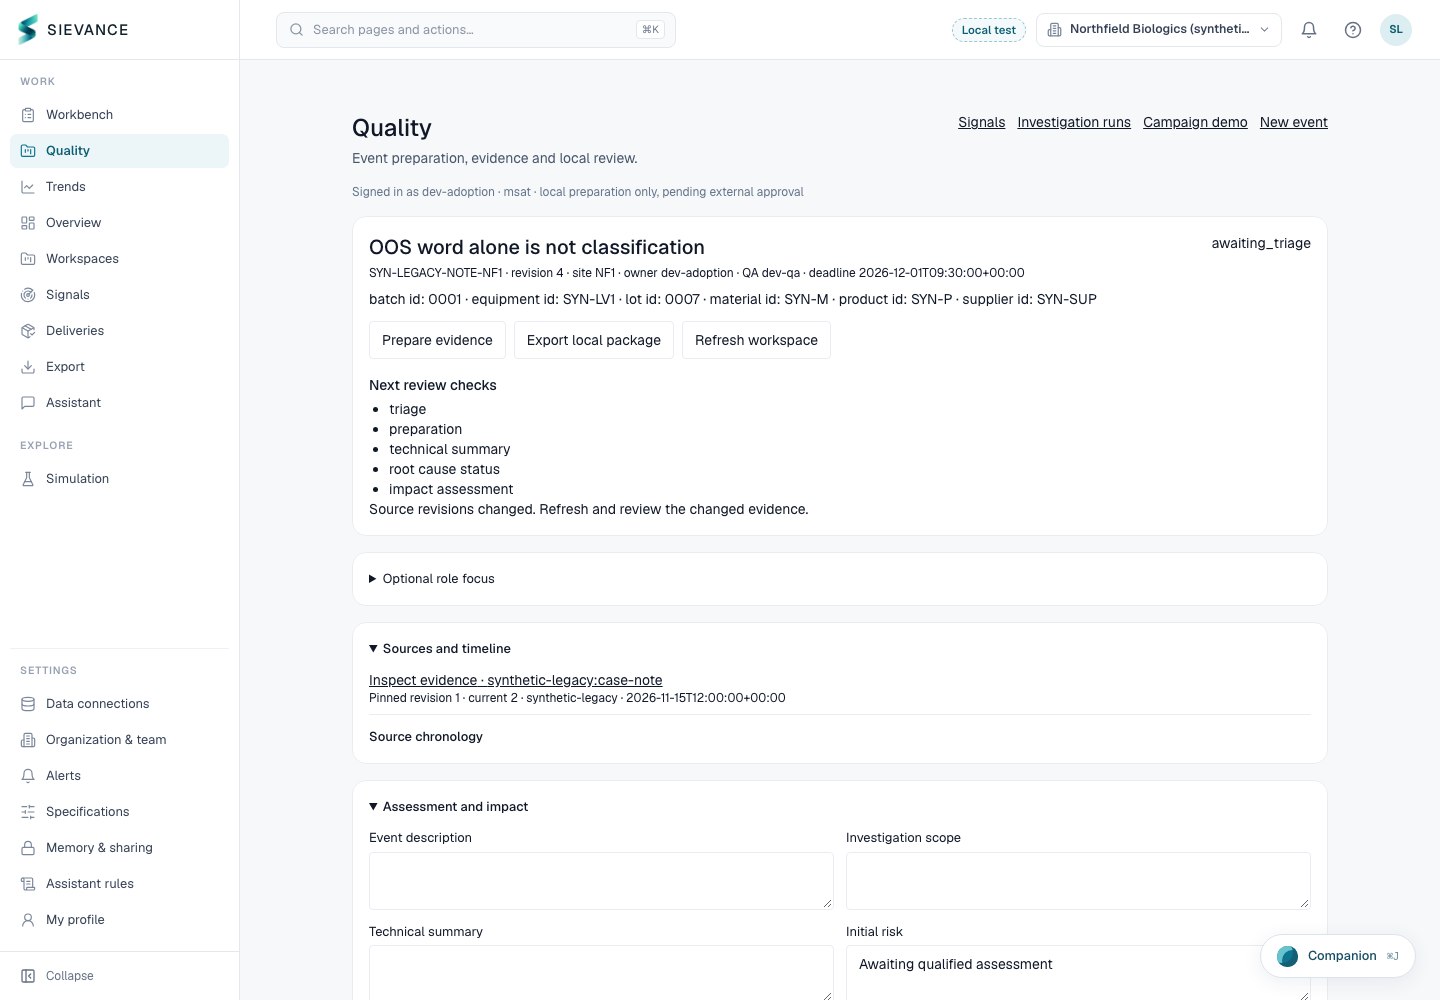 SIEVANCE
Search pages and actions...
⌘K
Local test
Northfield Biologics (syntheti...
SL
WORK
Workbench
Quality
Trends
Overview
Workspaces
Signals
Deliveries
Export
Assistant
EXPLORE
Simulation
SETTINGS
Data connections
Organization & team
Alerts
Specifications
Memory & sharing
Assistant rules
My profile
Collapse
Quality
Signals Investigation runs Campaign demo New event
Event preparation, evidence and local review.
Signed in as dev-adoption · msat · local preparation only, pending external approval
OOS word alone is not classification
awaiting_triage
SYN-LEGACY-NOTE-NF1 · revision 4 · site NF1 · owner dev-adoption · QA dev-qa · deadline 2026-12-01T09:30:00+00:00
batch id: 0001 · equipment id: SYN-LV1 · lot id: 0007 · material id: SYN-M · product id: SYN-P · supplier id: SYN-SUP
Prepare evidence Export local package Refresh workspace
Next review checks
• triage
• preparation
• technical summary
• root cause status
• impact assessment
Source revisions changed. Refresh and review the changed evidence.
Optional role focus
Sources and timeline
Inspect evidence · synthetic-legacy:case-note
Pinned revision 1 · current 2 · synthetic-legacy · 2026-11-15T12:00:00+00:00
Source chronology
Assessment and impact
Event description
Investigation scope
Technical summary
Initial risk
Awaiting qualified assessment
Companion ⌘J